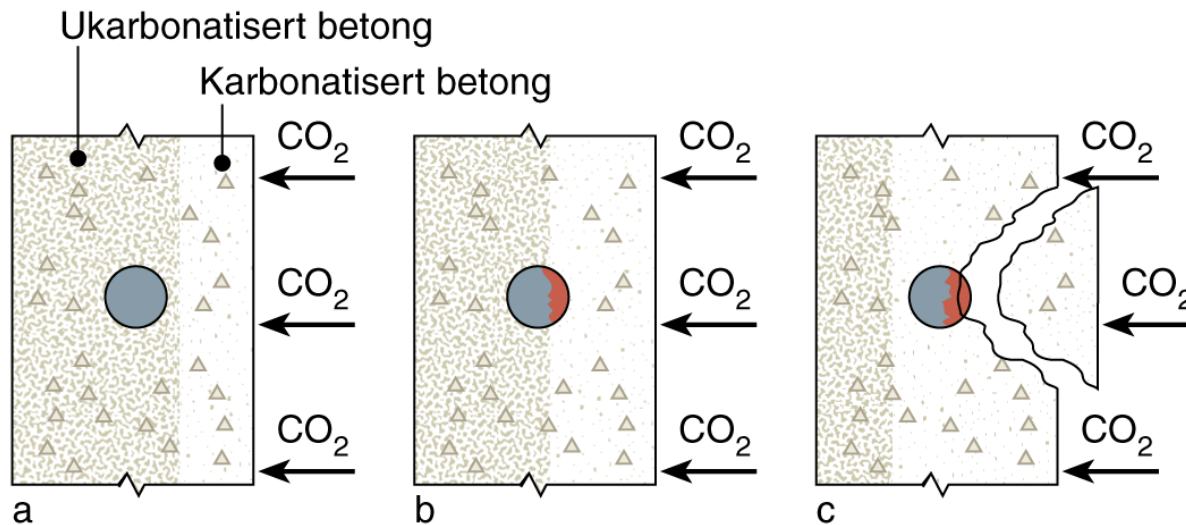 Ukarbonatisert betong
Karbonatisert betong
CO₂
CO₂
CO₂
a
CO₂
CO₂
CO₂
b
CO₂
CO₂
CO₂
c